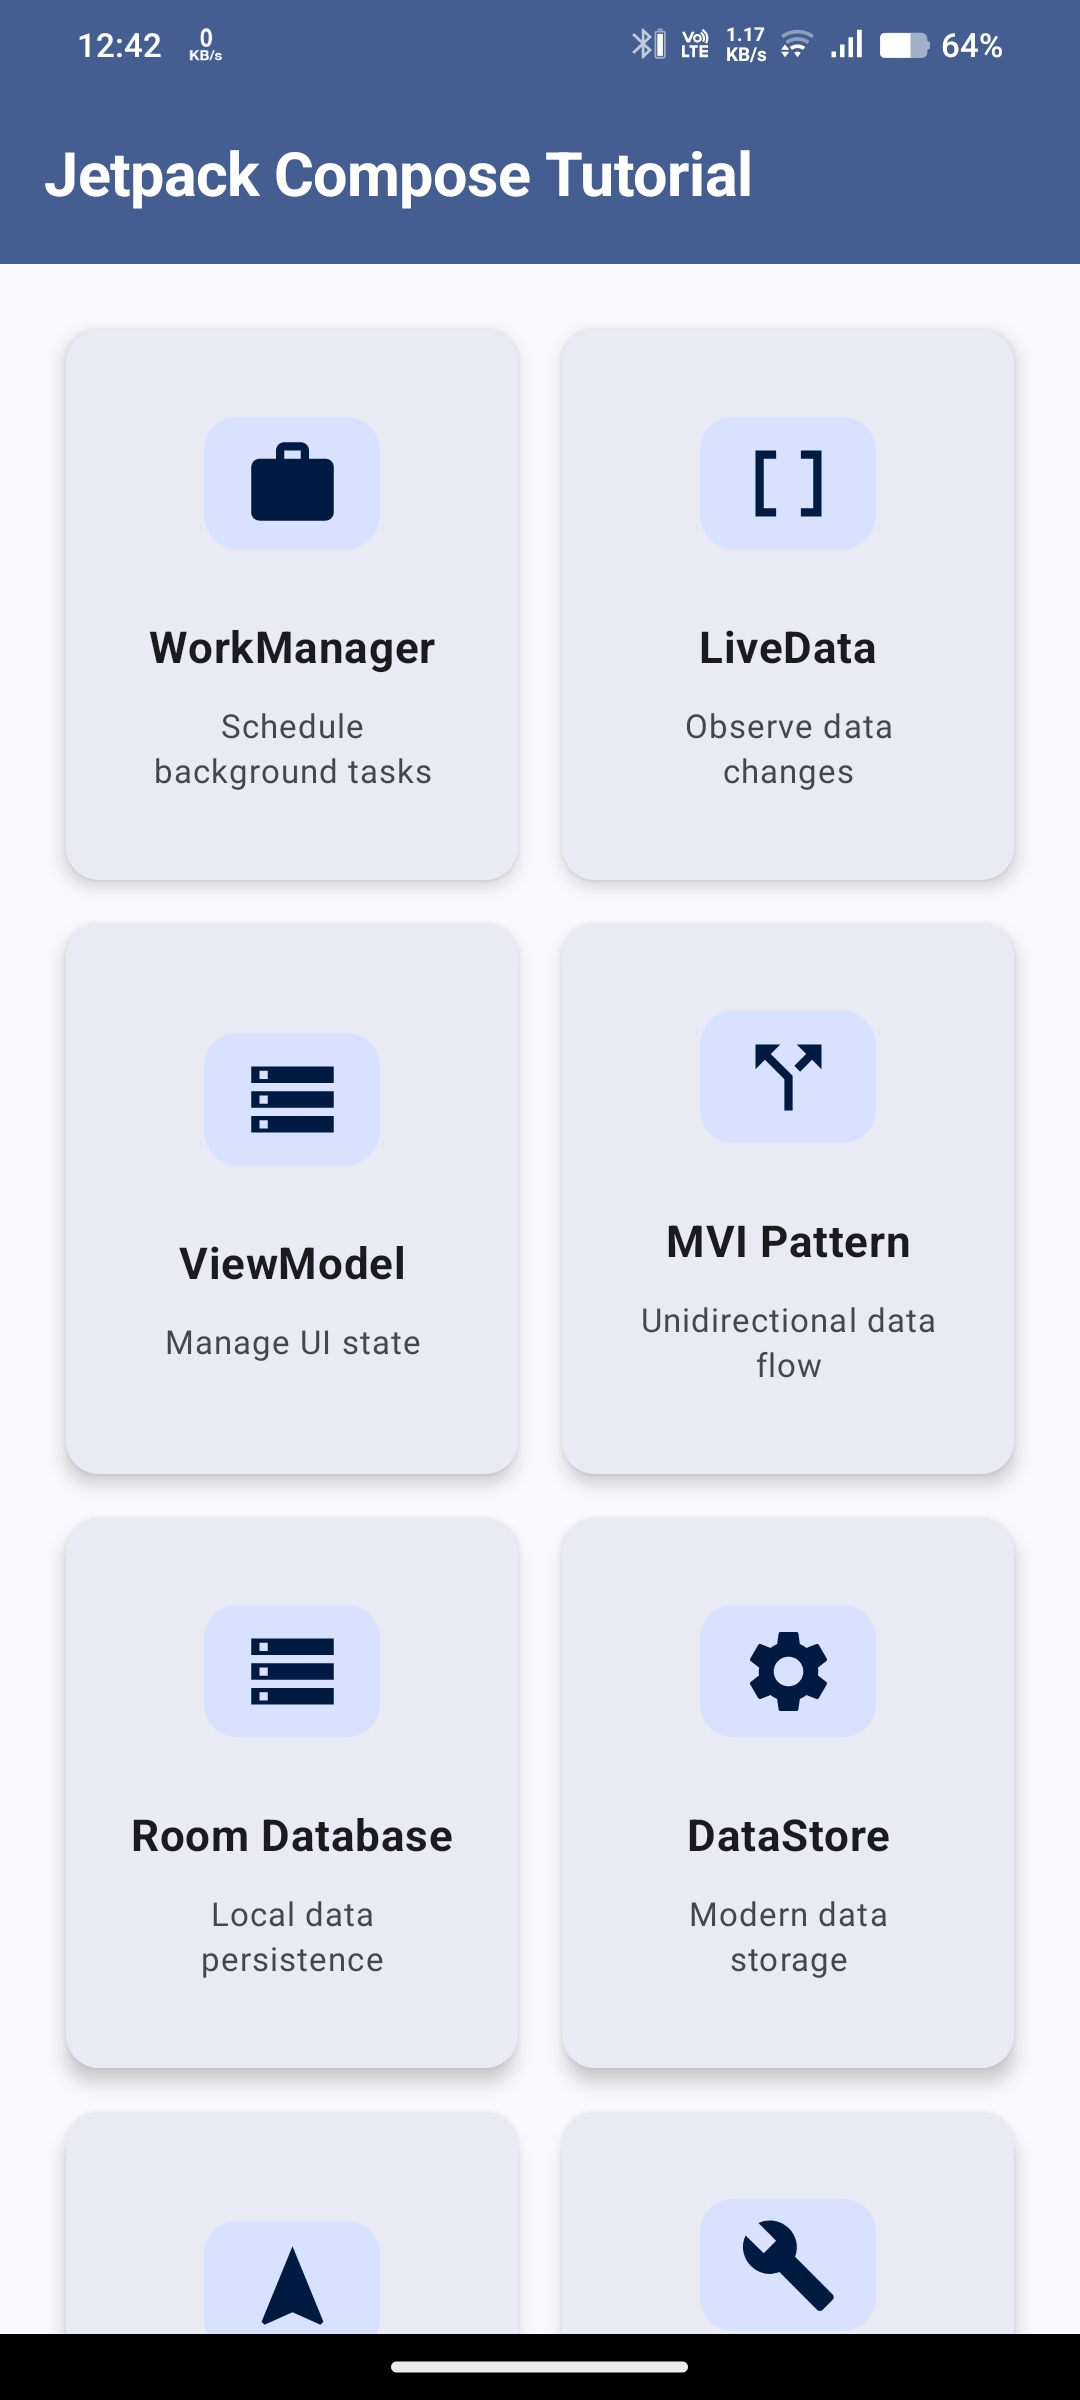 12:42
0
KB/s
Vo)
LTE
1.17
KB/s
64%
Jetpack Compose Tutorial
WorkManager
Schedule
background tasks
LiveData
Observe data
changes
ViewModel
Manage UI state
MVI Pattern
Unidirectional data
flow
Room Database
Local data
persistence
DataStore
Modern data
storage